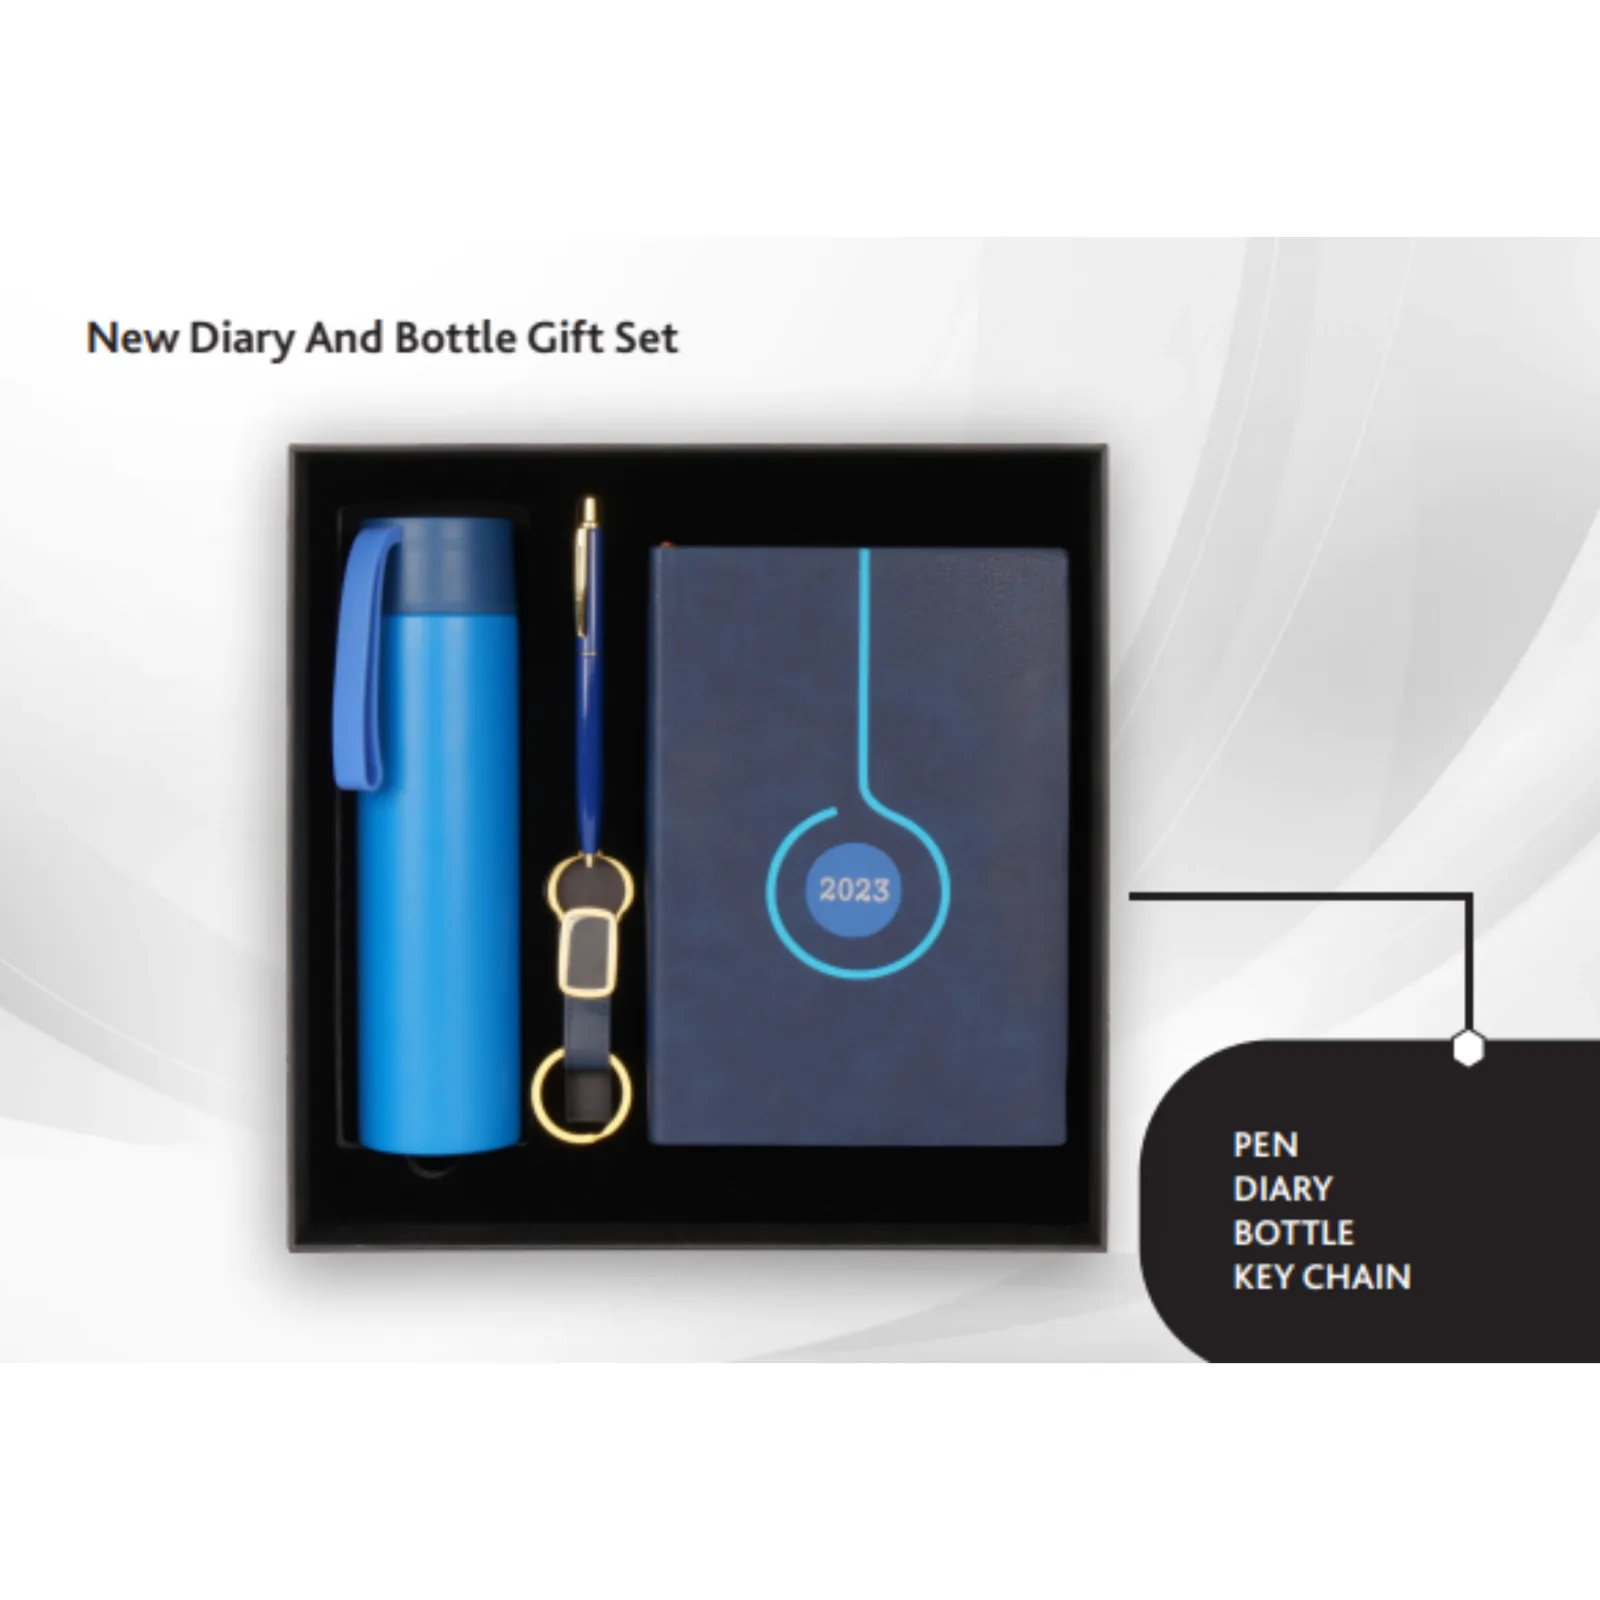 New Diary And Bottle Gift Set
2023
PEN
DIARY
BOTTLE
KEY CHAIN